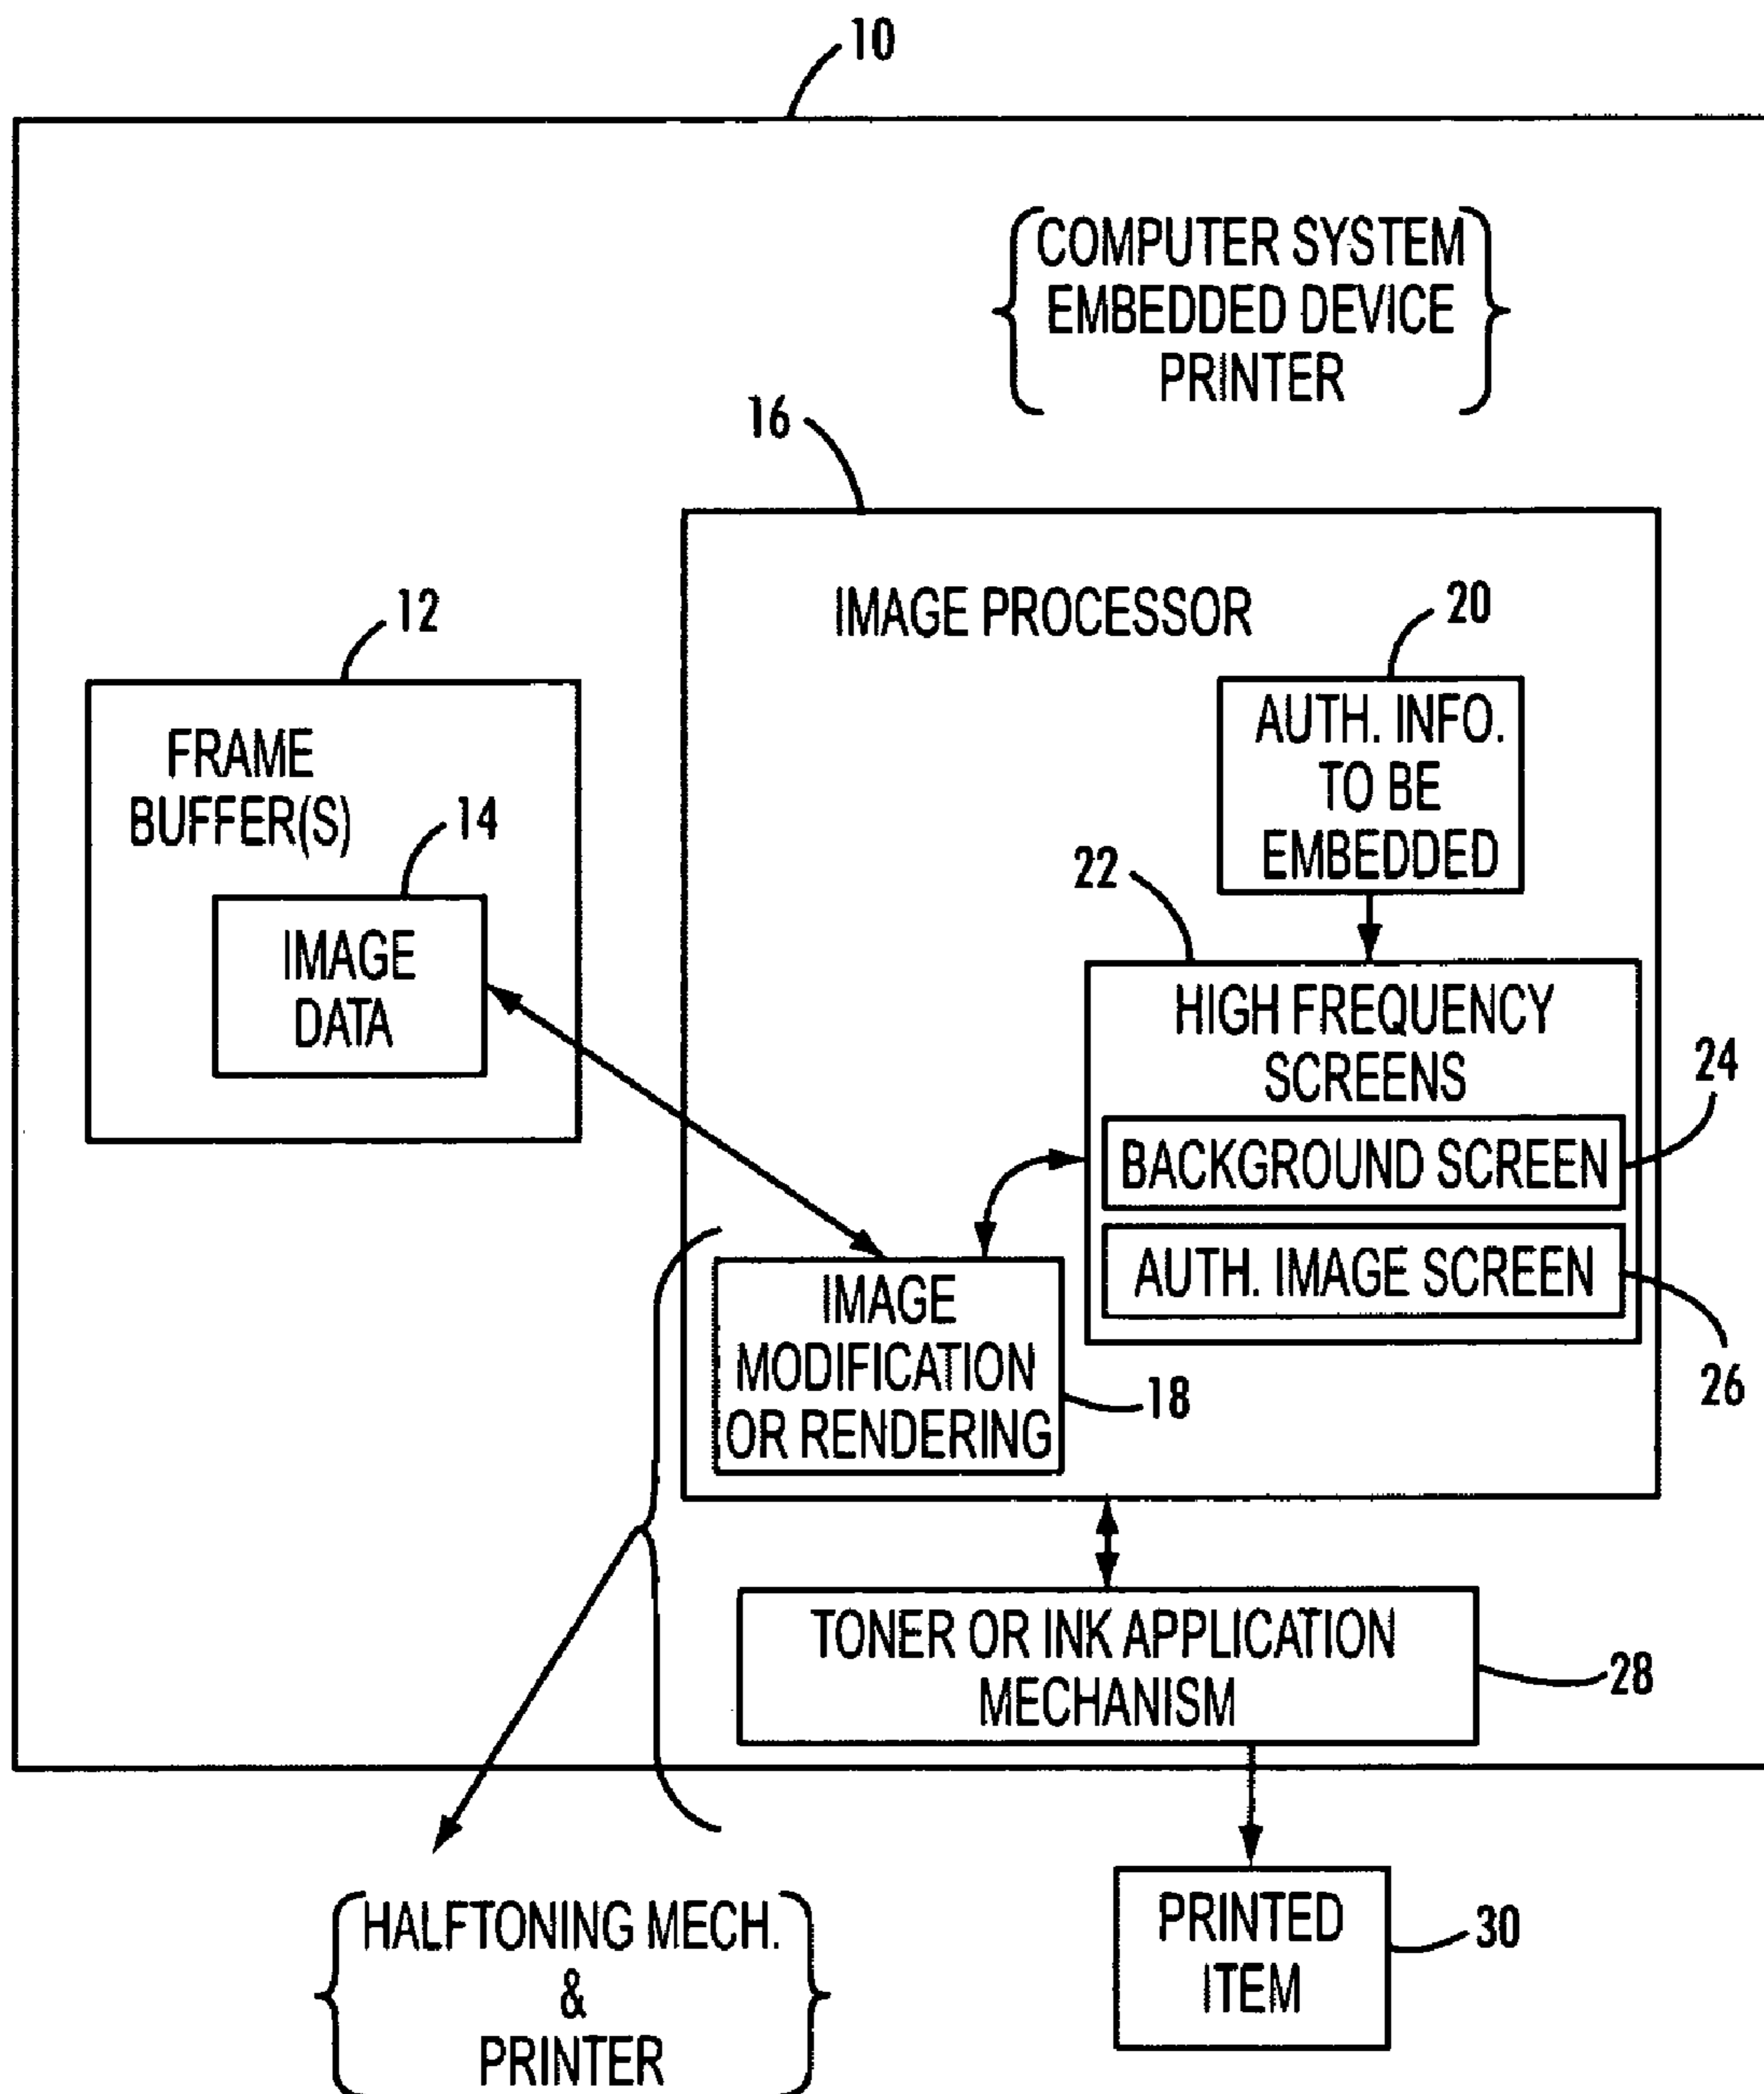 10
COMPUTER SYSTEM
EMBEDDED DEVICE
PRINTER
16
IMAGE PROCESSOR
12
20
FRAME
BUFFER(S)
14
IMAGE
DATA
AUTH. INFO.
TO BE
EMBEDDED
22
HIGH FREQUENCY
SCREENS
24
BACKGROUND SCREEN
AUTH. IMAGE SCREEN
26
IMAGE
MODIFICATION
OR RENDERING
18
TONER OR INK APPLICATION
MECHANISM
28
HALFTONING MECH.
&
PRINTER
PRINTED
ITEM
30